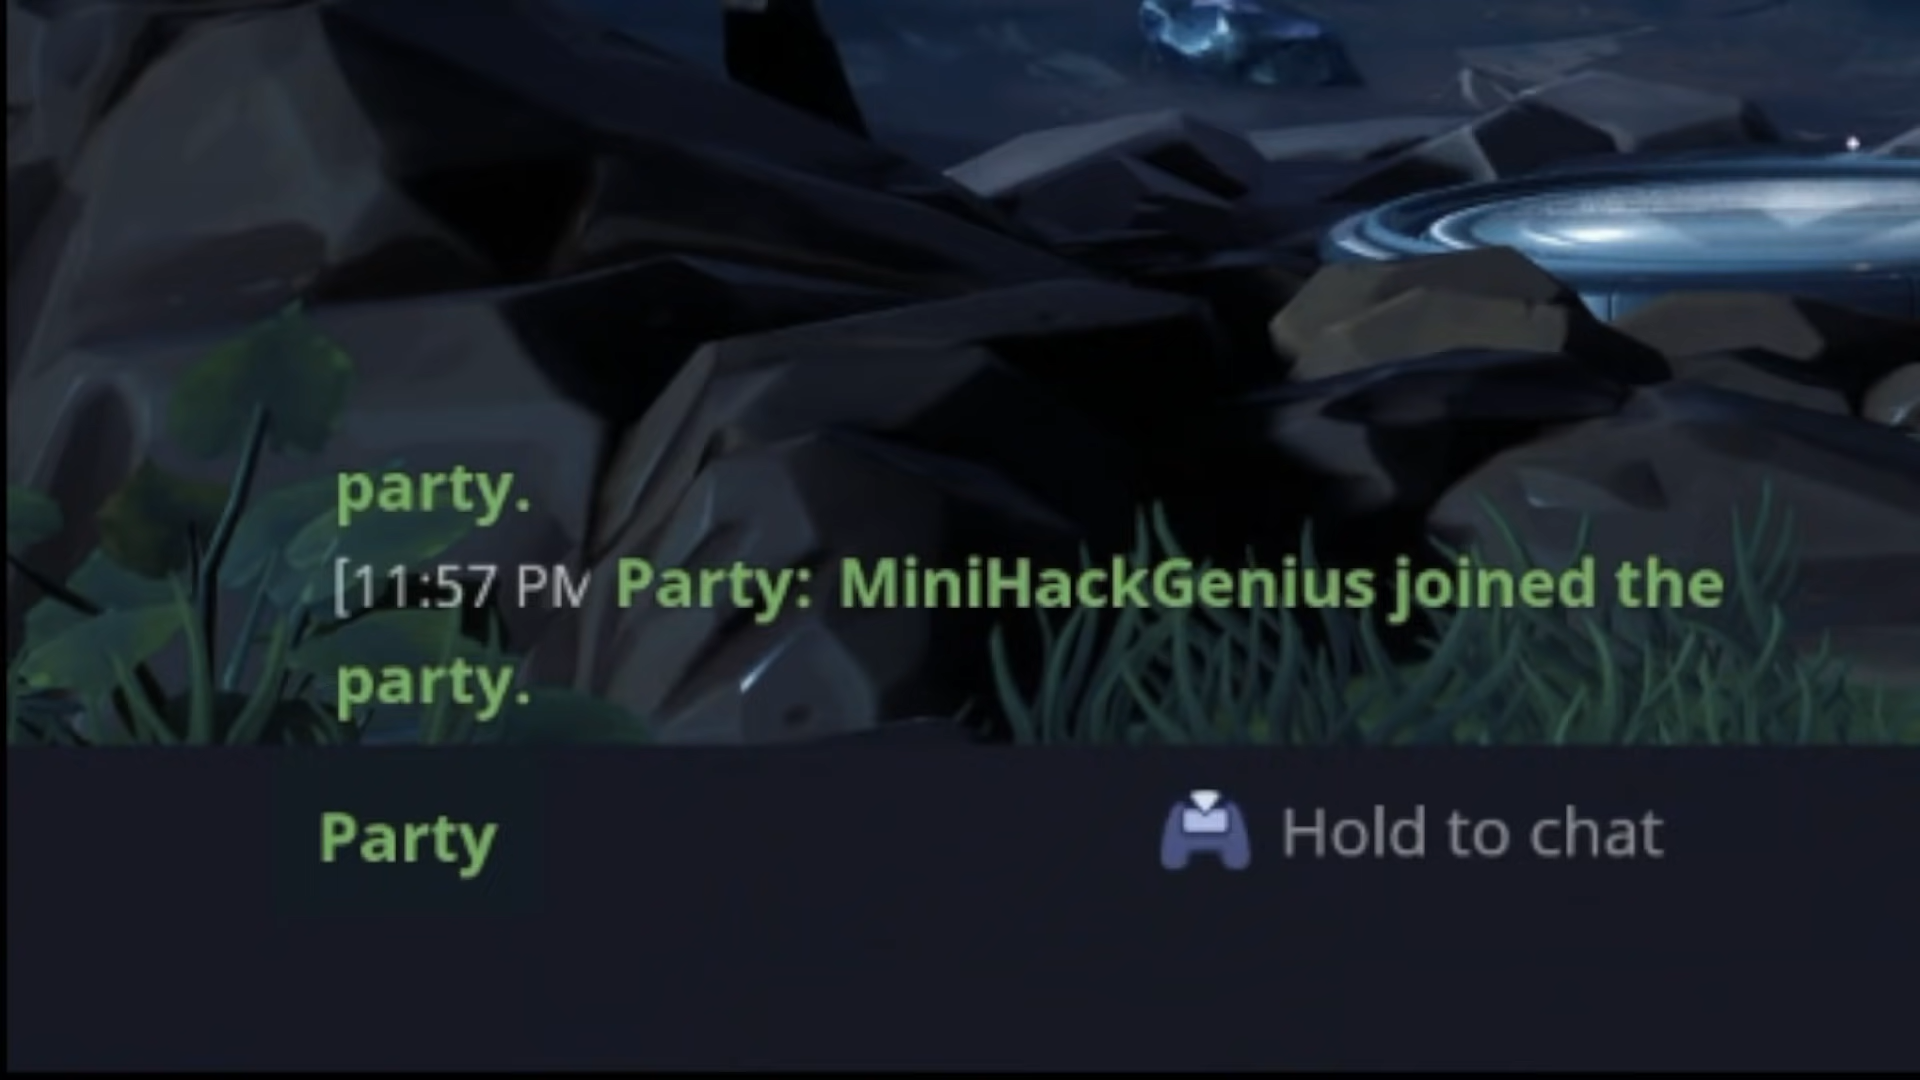 party.
[11:57 PM Party: MiniHackGenius joined the
party.
Party
Hold to chat